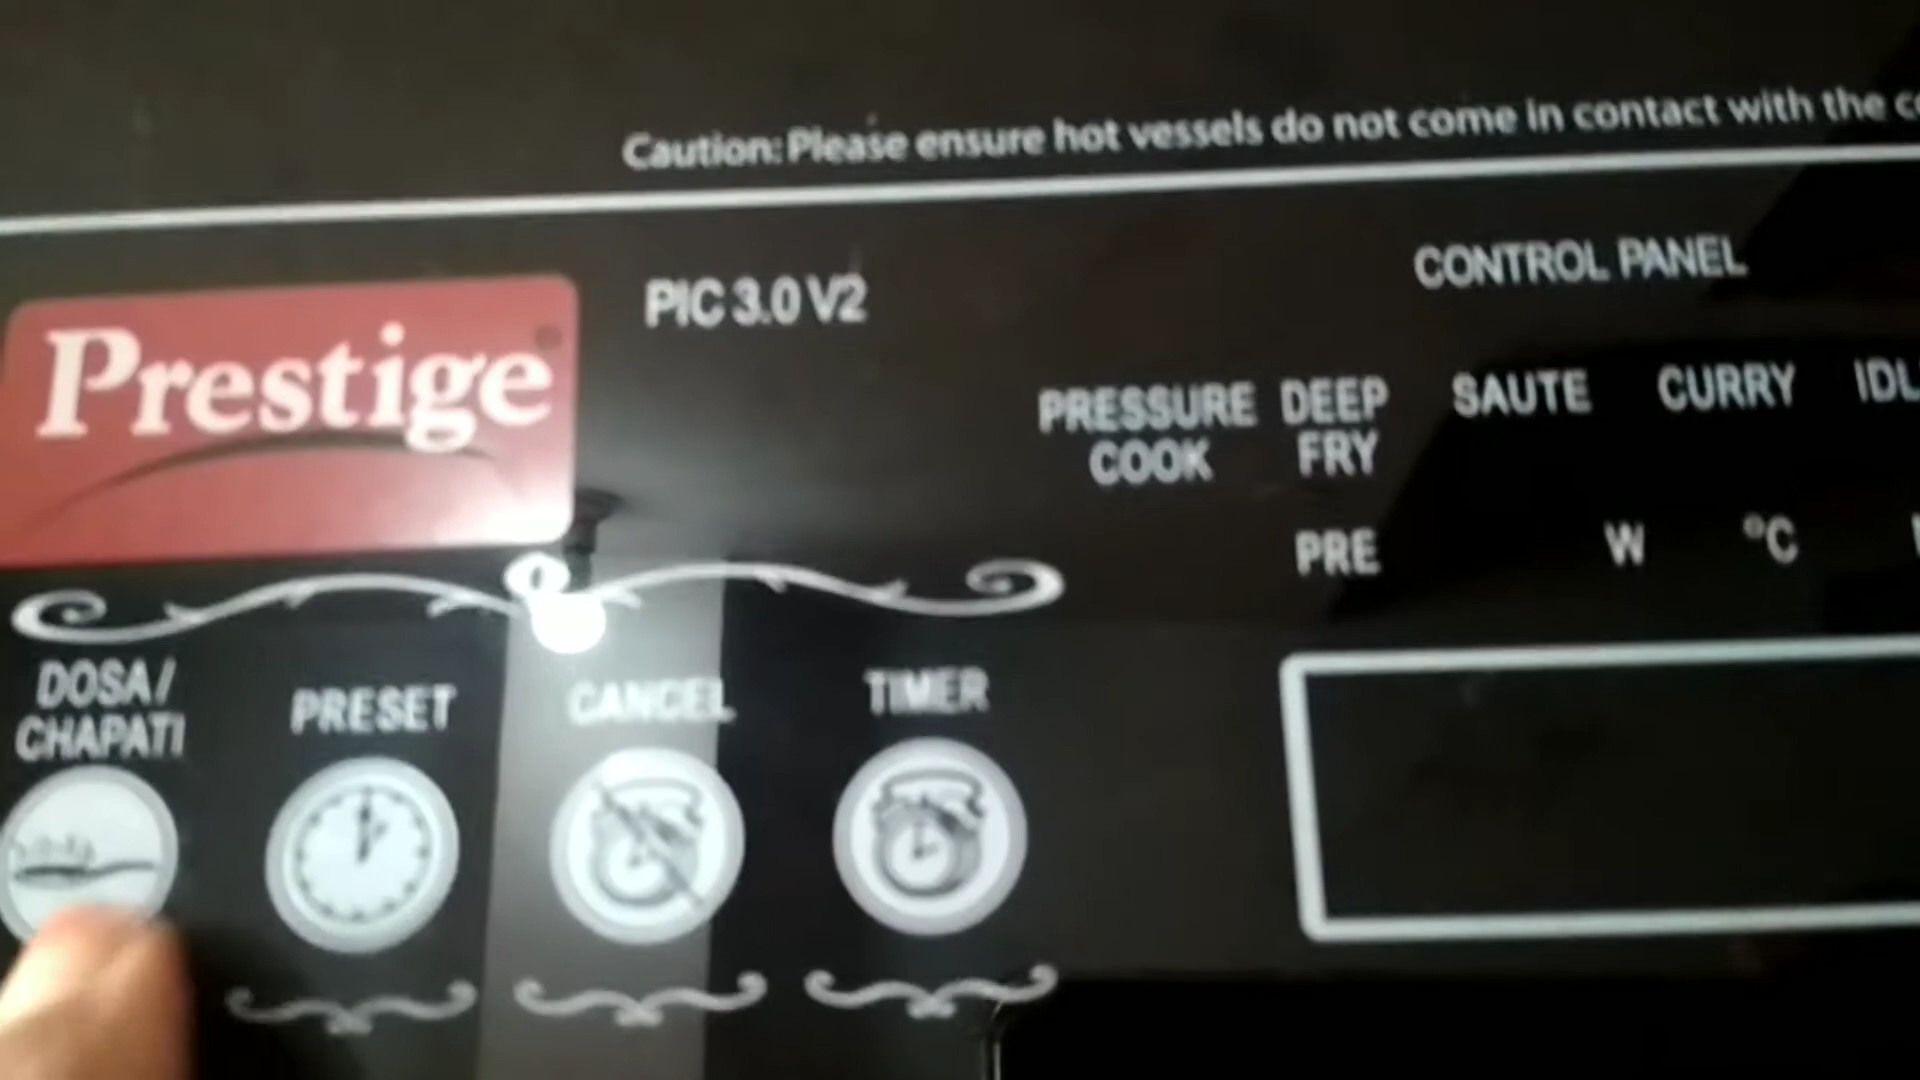 Caution: Please ensure hot vessels do not come in contact with the
Prestige
PIC 3.0 V2
CONTROL PANEL
PRESSURE COOK
DEEP FRY
SAUTE
CURRY
PRE
W
°C
DOSA/
CHAPATI
PRESET
CANCEL
TIMER